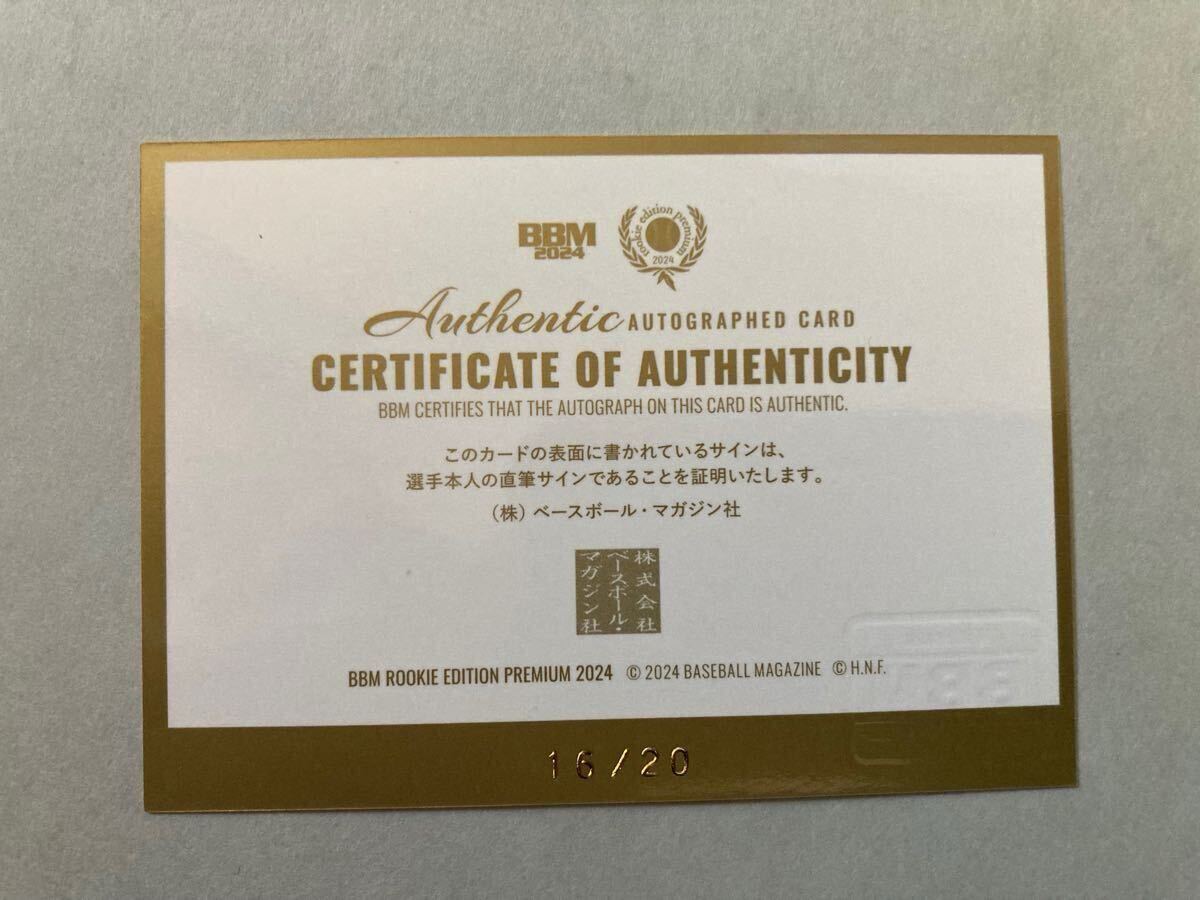 BBM
2024
rookie edition premium
2024
Authentic AUTOGRAPHED CARD
CERTIFICATE OF AUTHENTICITY
BBM CERTIFIES THAT THE AUTOGRAPH ON THIS CARD IS AUTHENTIC.
このカードの表面に書かれているサインは、
選手本人の直筆サインであることを証明いたします。
（株）ベースボール・マガジン社
株式会社
ベースボール・
マガジン社
BBM ROOKIE EDITION PREMIUM 2024 © 2024 BASEBALL MAGAZINE © H.N.F.
16/20